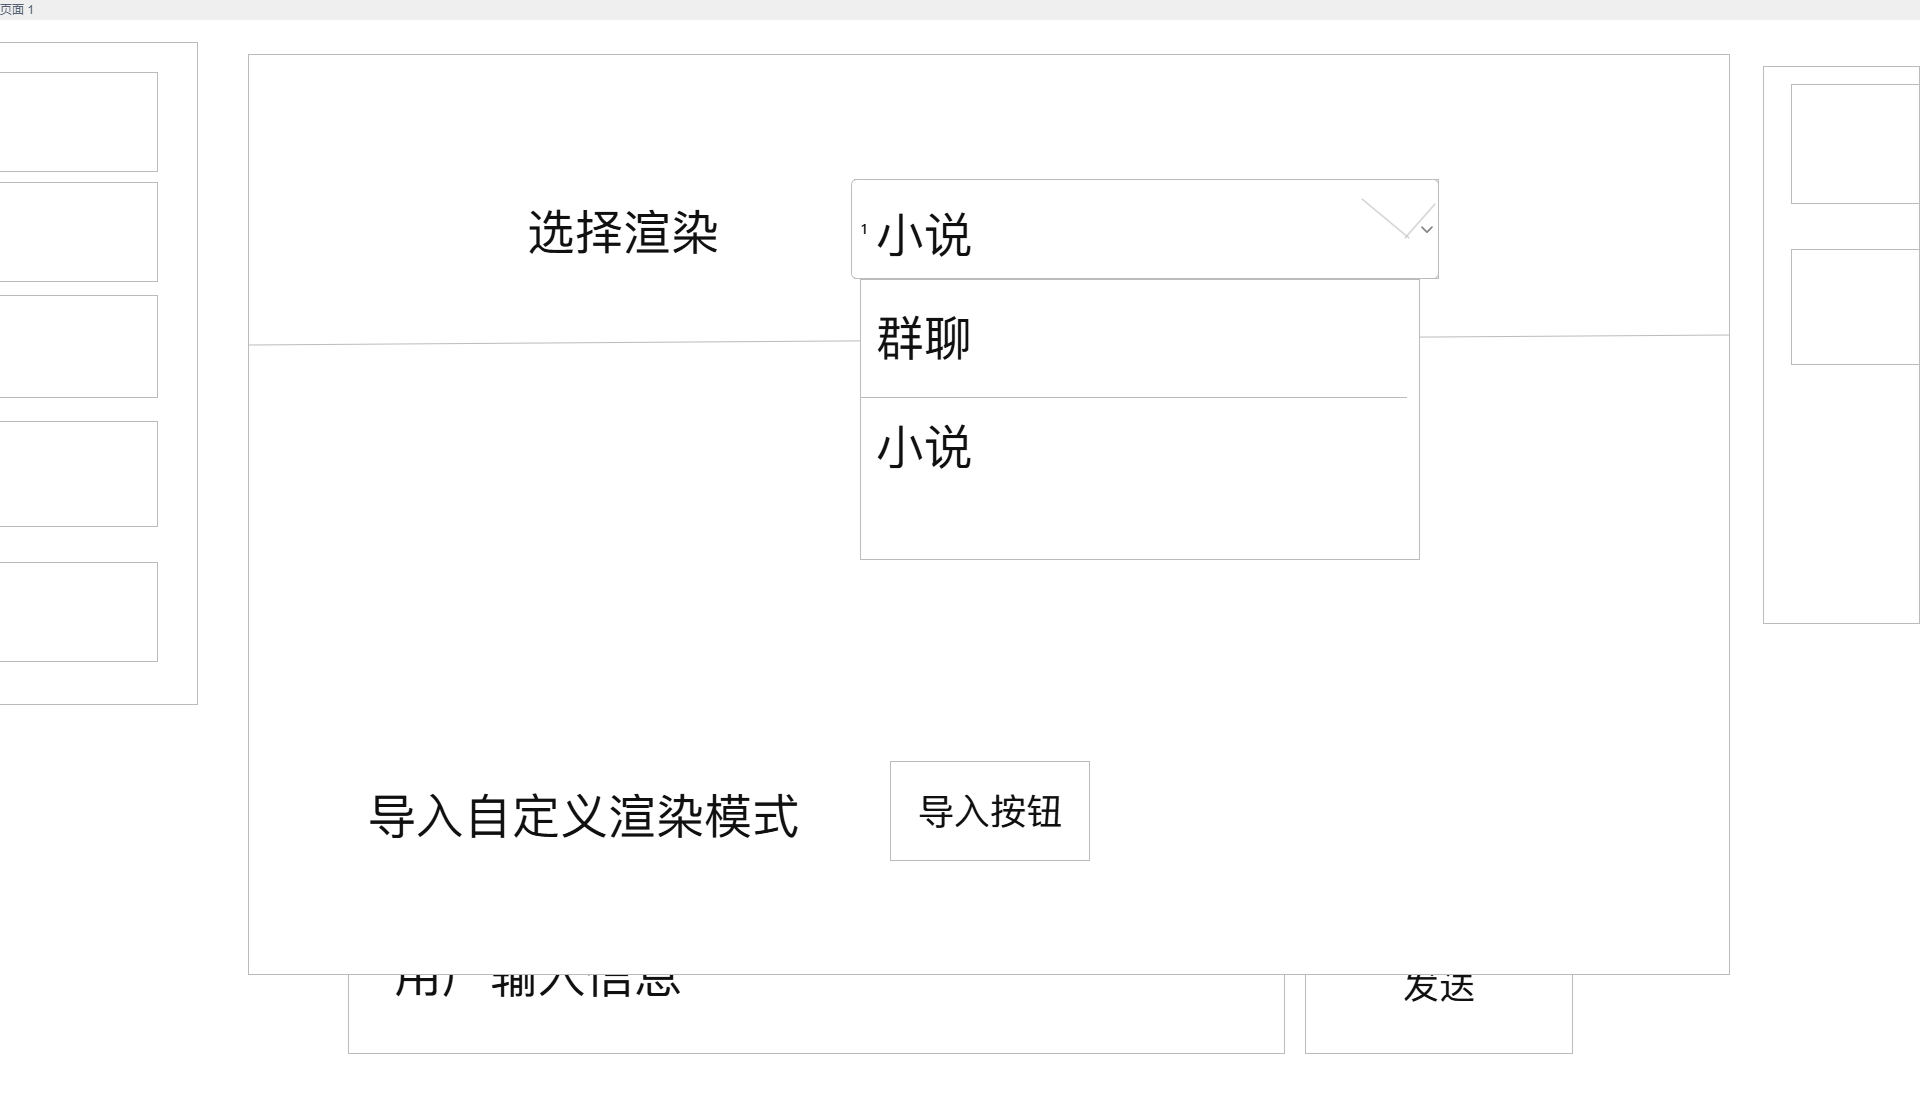 页面 1
选择渲染
1 小说
群聊
小说
导入自定义渲染模式
导入按钮
用户输入信息
发送